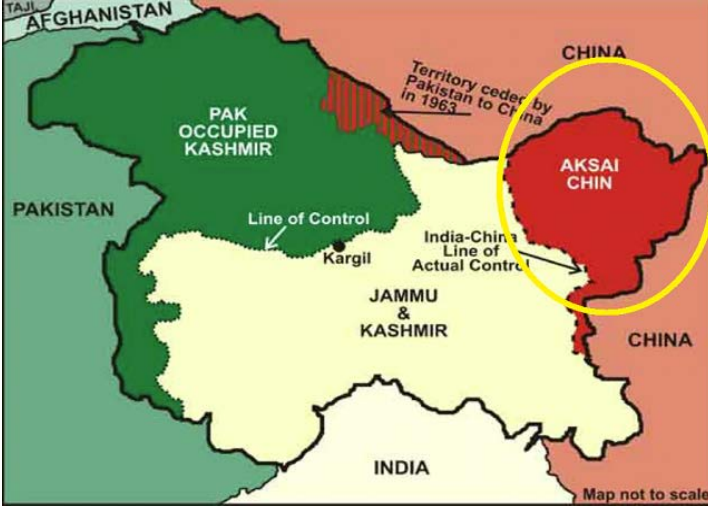 TAJI.
AFGHANISTAN
CHINA
Territory ceded by
Pakistan to China
in 1963
PAK
OCCUPIED
KASHMIR
AKSAI
CHIN
PAKISTAN
Line of Control
Kargil
India-China
Line of
Actual Control
JAMMU
&
KASHMIR
CHINA
INDIA
Map not to scale